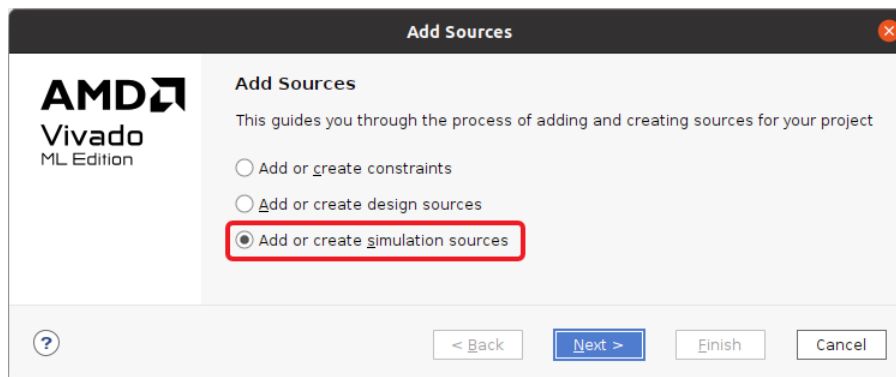 Add Sources
AMD
Vivado
ML Edition
Add Sources
This guides you through the process of adding and creating sources for your project
Add or create constraints
Add or create design sources
Add or create simulation sources
?
< Back
Next >
Finish
Cancel